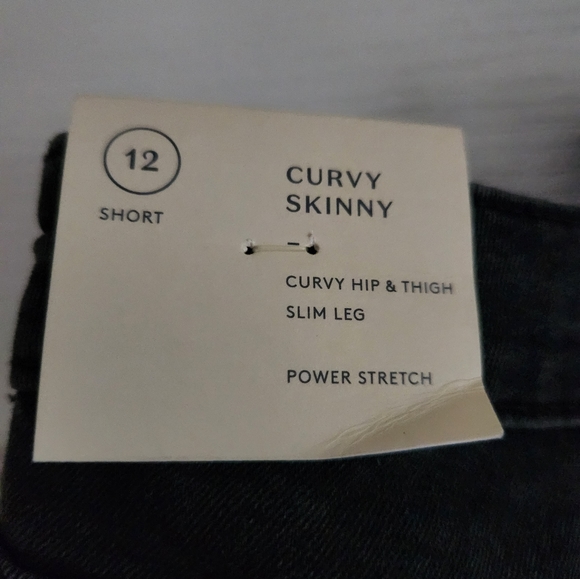 12
SHORT
CURVY
SKINNY
–
CURVY HIP & THIGH
SLIM LEG
POWER STRETCH